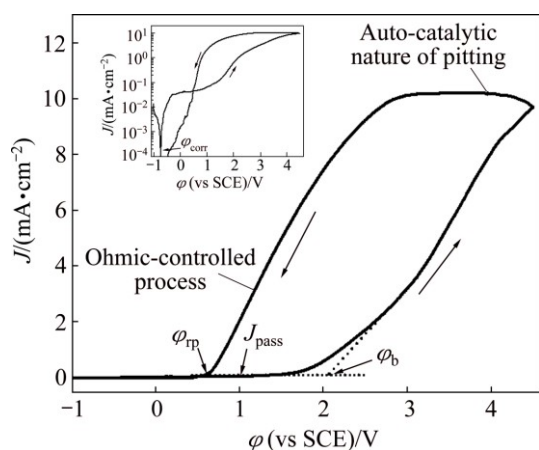 10¹
10⁰
10⁻¹
10⁻²
10⁻³
10⁻⁴
J/(mA•cm⁻²)
φcorr
−1 0 1 2 3 4
φ (vs SCE)/V
Auto-catalytic
nature of pitting
12
10
8
6
4
2
0
J/(mA•cm⁻²)
Ohmic-controlled
process
φrp
Jpass
φb
−1 0 1 2 3 4
φ (vs SCE)/V